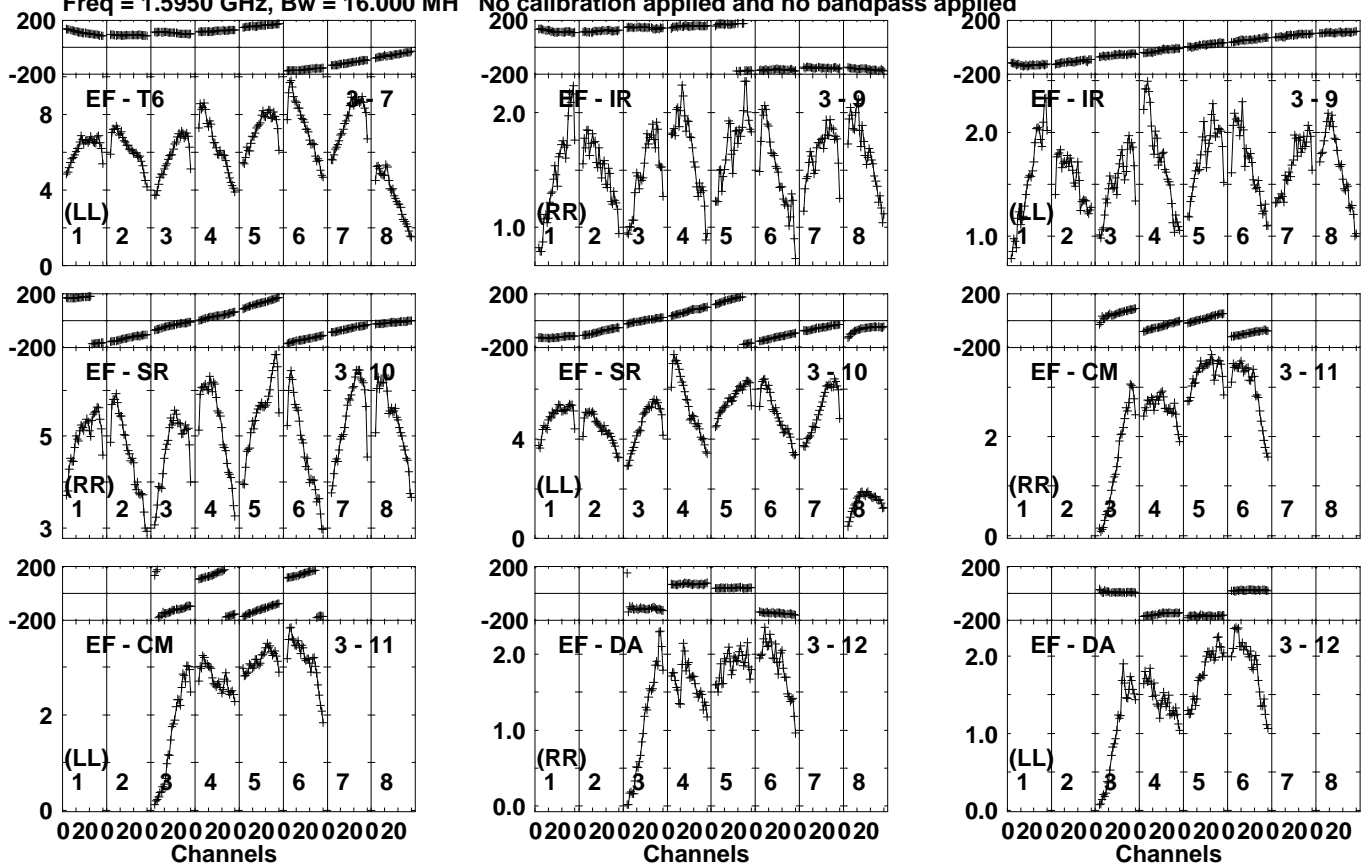 Freq = 1.5950 GHz, Bw = 16.000 MH No calibration applied and no bandpass applied
200
-200
EF - T6 3 - 7
8
4
0
(LL)
1 2 3 4 5 6 7 8
EF - IR 3 - 9
2.0
1.0
(RR)
1 2 3 4 5 6 7 8
200
-200
EF - IR 3 - 9
2.0
1.0
(LL)
1 2 3 4 5 6 7 8
200
-200
EF - SR 3 - 10
5
3
(RR)
1 2 3 4 5 6 7 8
200
-200
EF - SR 3 - 10
4
0
(LL)
1 2 3 4 5 6 7 8
200
-200
EF - CM 3 - 11
2
0
(RR)
1 2 3 4 5 6 7 8
200
-200
EF - CM 3 - 11
2
0
(LL)
1 2 3 4 5 6 7 8
200
-200
EF - DA 3 - 12
2.0
1.0
0.0
(RR)
1 2 3 4 5 6 7 8
200
-200
EF - DA 3 - 12
2.0
1.0
0.0
(LL)
1 2 3 4 5 6 7 8
200
-200
0 20 0 20 0 20 0 20 0 20 0 20 0 20 0 20
Channels
0 20 0 20 0 20 0 20 0 20 0 20 0 20 0 20
Channels
0 20 0 20 0 20 0 20 0 20 0 20 0 20 0 20
Channels